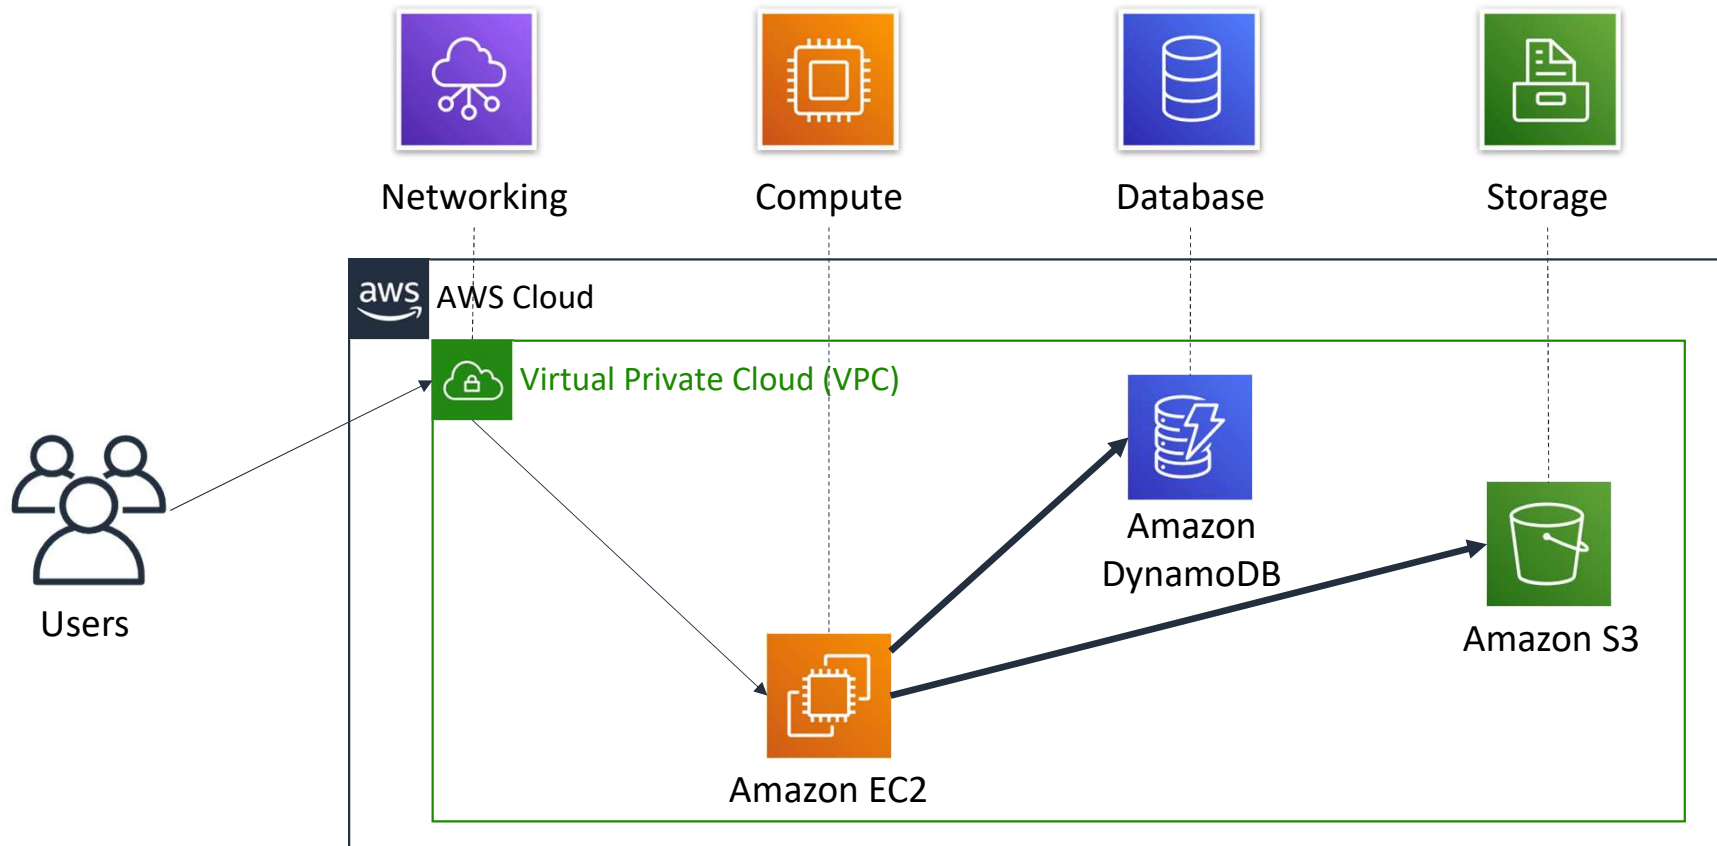 Networking
Compute
Database
Storage
aws
AWS Cloud
Virtual Private Cloud (VPC)
Users
Amazon
DynamoDB
Amazon S3
Amazon EC2